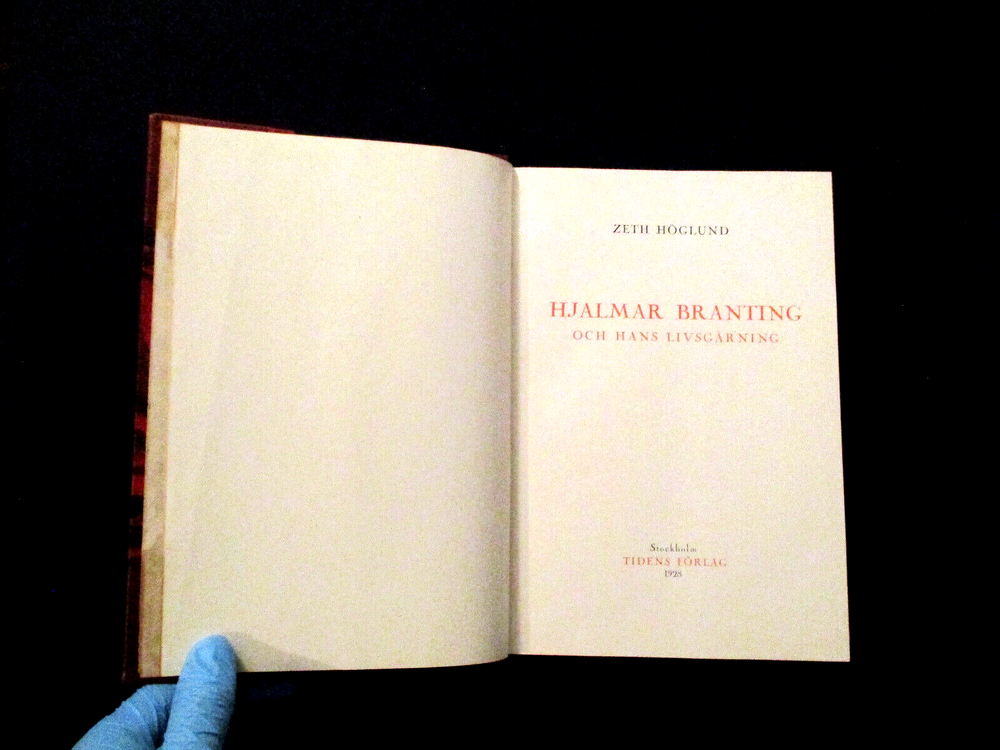 ZETH HÖGLUND
HJALMAR BRANTING
OCH HANS LIVSGÄRNING
Stockholm
TIDENS FÖRLAG
1928